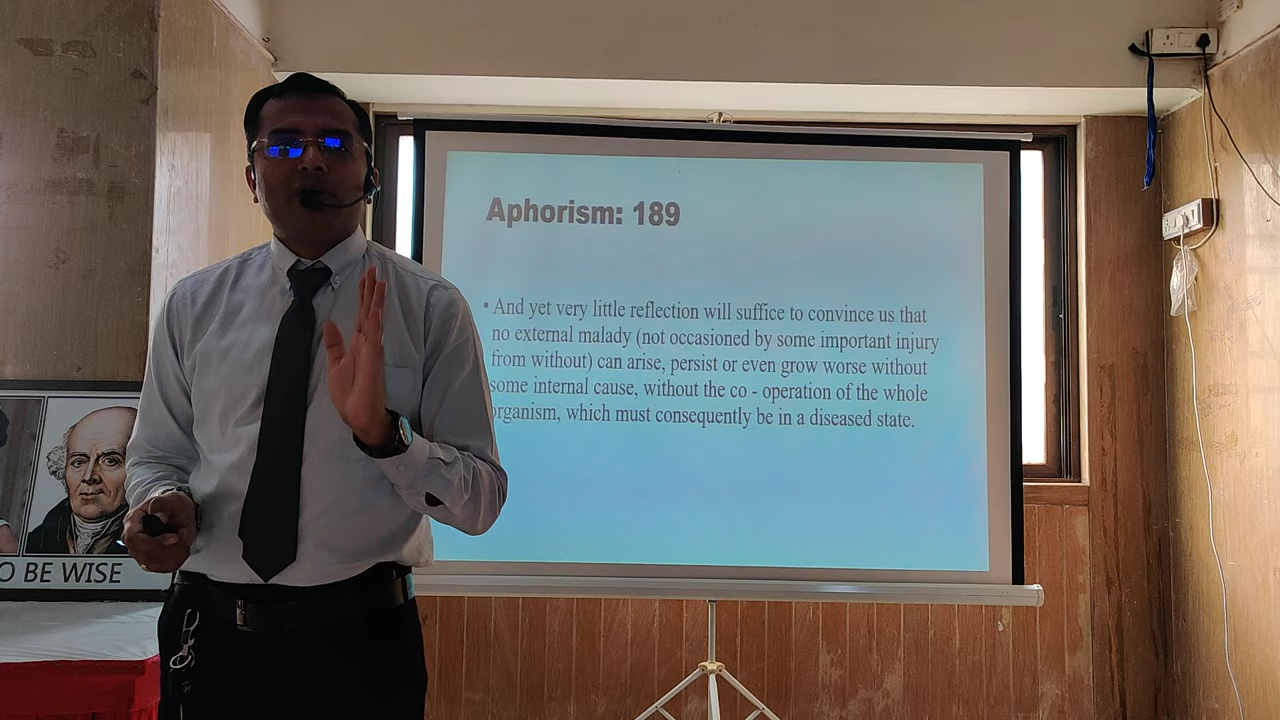 Aphorism: 189
• And yet very little reflection will suffice to convince us that
no external malady (not occasioned by some important injury
from without) can arise, persist or even grow worse without
some internal cause, without the co - operation of the whole
organism, which must consequently be in a diseased state.
O BE WISE